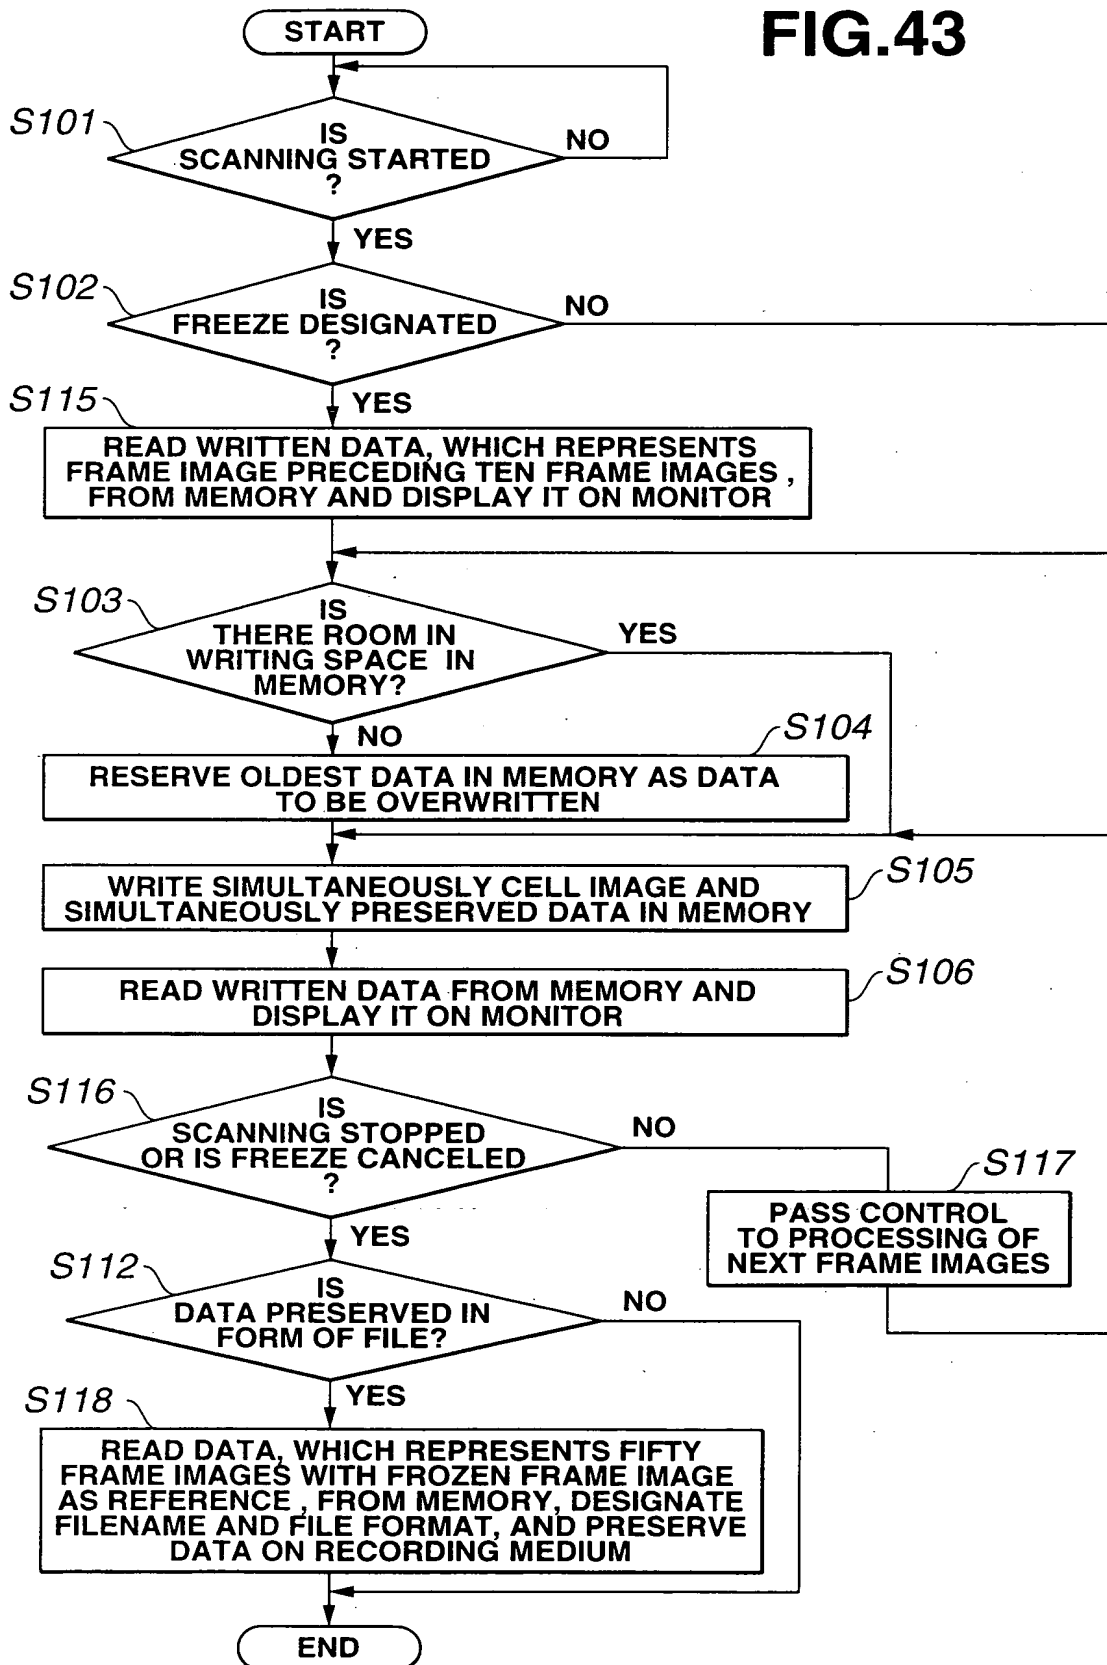 FIG.43
START
S101
IS
SCANNING STARTED
?
NO
YES
S102
IS
FREEZE DESIGNATED
?
NO
YES
S115
READ WRITTEN DATA, WHICH REPRESENTS
FRAME IMAGE PRECEDING TEN FRAME IMAGES ,
FROM MEMORY AND DISPLAY IT ON MONITOR
S103
IS
THERE ROOM IN
WRITING SPACE IN
MEMORY?
YES
NO
S104
RESERVE OLDEST DATA IN MEMORY AS DATA
TO BE OVERWRITTEN
S105
WRITE SIMULTANEOUSLY CELL IMAGE AND
SIMULTANEOUSLY PRESERVED DATA IN MEMORY
S106
READ WRITTEN DATA FROM MEMORY AND
DISPLAY IT ON MONITOR
S116
IS
SCANNING STOPPED
OR IS FREEZE CANCELED
?
NO
YES
S117
PASS CONTROL
TO PROCESSING OF
NEXT FRAME IMAGES
S112
IS
DATA PRESERVED IN
FORM OF FILE?
NO
YES
S118
READ DATA, WHICH REPRESENTS FIFTY
FRAME IMAGES WITH FROZEN FRAME IMAGE
AS REFERENCE , FROM MEMORY, DESIGNATE
FILENAME AND FILE FORMAT, AND PRESERVE
DATA ON RECORDING MEDIUM
END